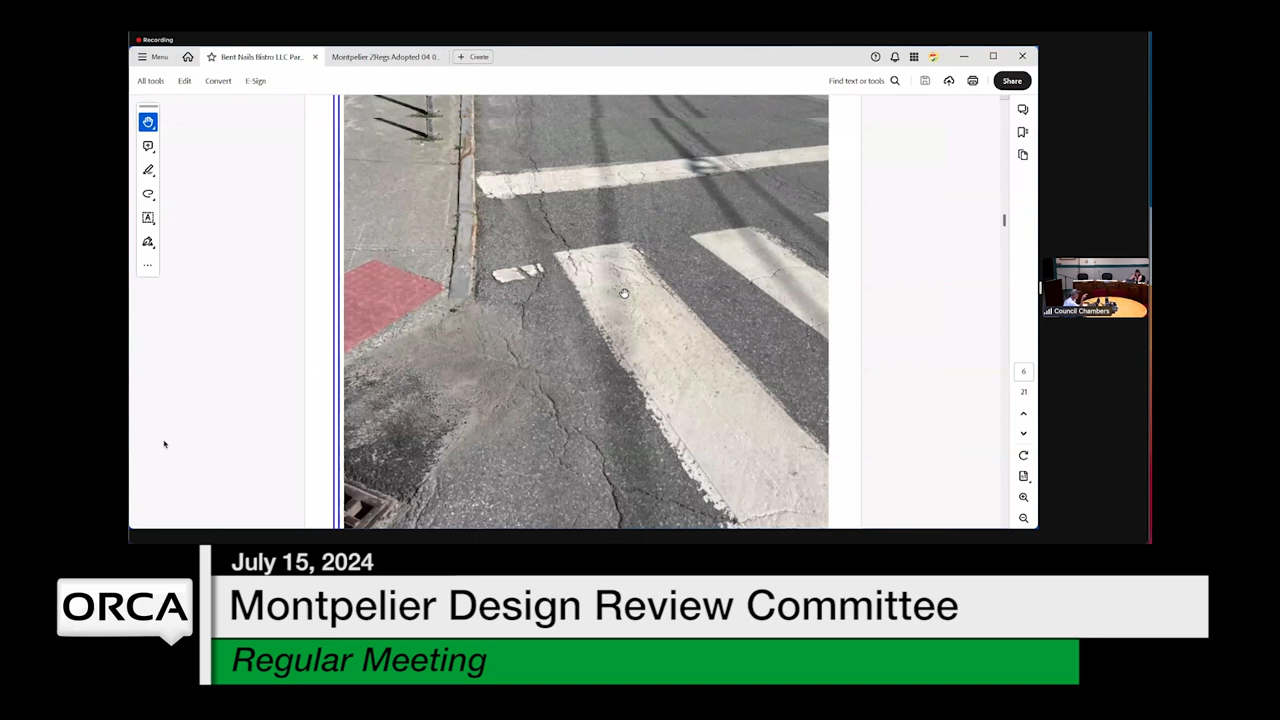 Recording
Menu
Bent Nails Bistro LLC Par...
Montpelier ZRegs Adopted 04 0...
Create
All tools
Edit
Convert
E-Sign
Find text or tools
Share
Council Chambers
6
21
July 15, 2024
ORCA
Montpelier Design Review Committee
Regular Meeting